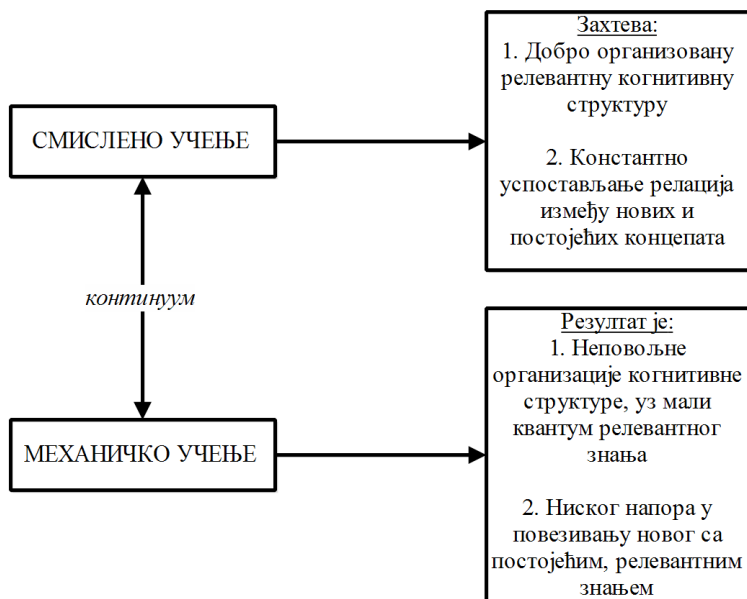 Захтева:
1. Добро организовану
релевантну когнитивну
структуру
2. Константно
успостављање релација
између нових и
постојећих концепата
СМИСЛЕНО УЧЕЊЕ
континуум
МЕХАНИЧКО УЧЕЊЕ
Резултат је:
1. Неповољне
организације когнитивне
структуре, уз мали
квантум релевантног
знања
2. Ниског напора у
повезивању новог са
постојећим, релевантним
знањем